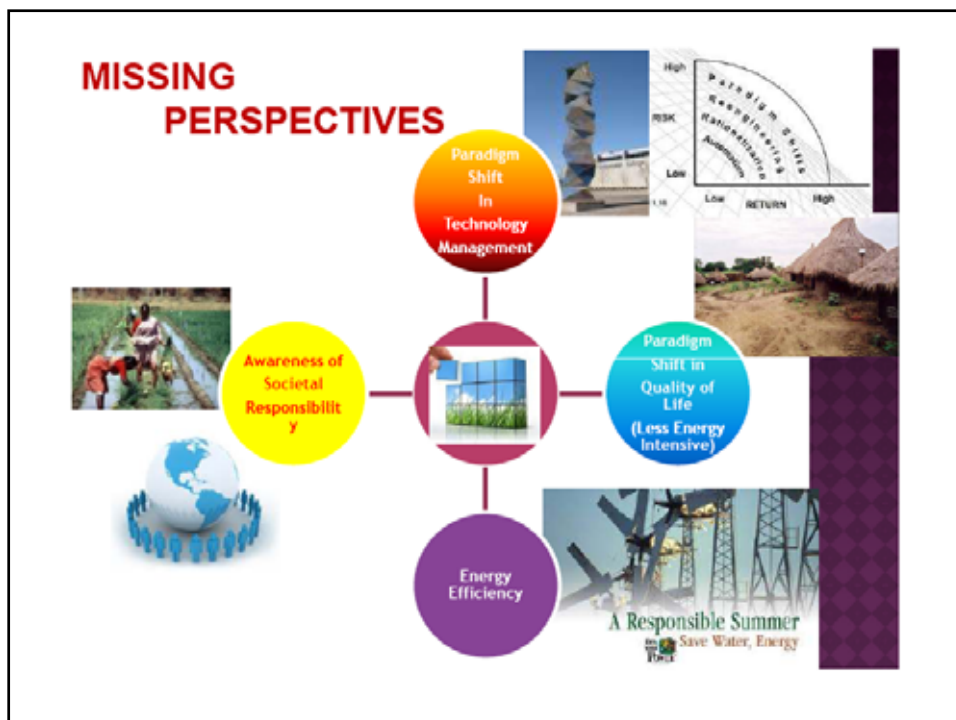 MISSING
PERSPECTIVES
Paradigm
Shift
In
Technology
Management
High
RISK
Low
Paradigm Shifts
Reengineering
Rationalization
Automation
Low RETURN High
Awareness of
Societal
Responsibilit
y
Paradigm
Shift in
Quality of
Life
(Less Energy
Intensive)
Energy
Efficiency
A Responsible Summer
Save Water, Energy